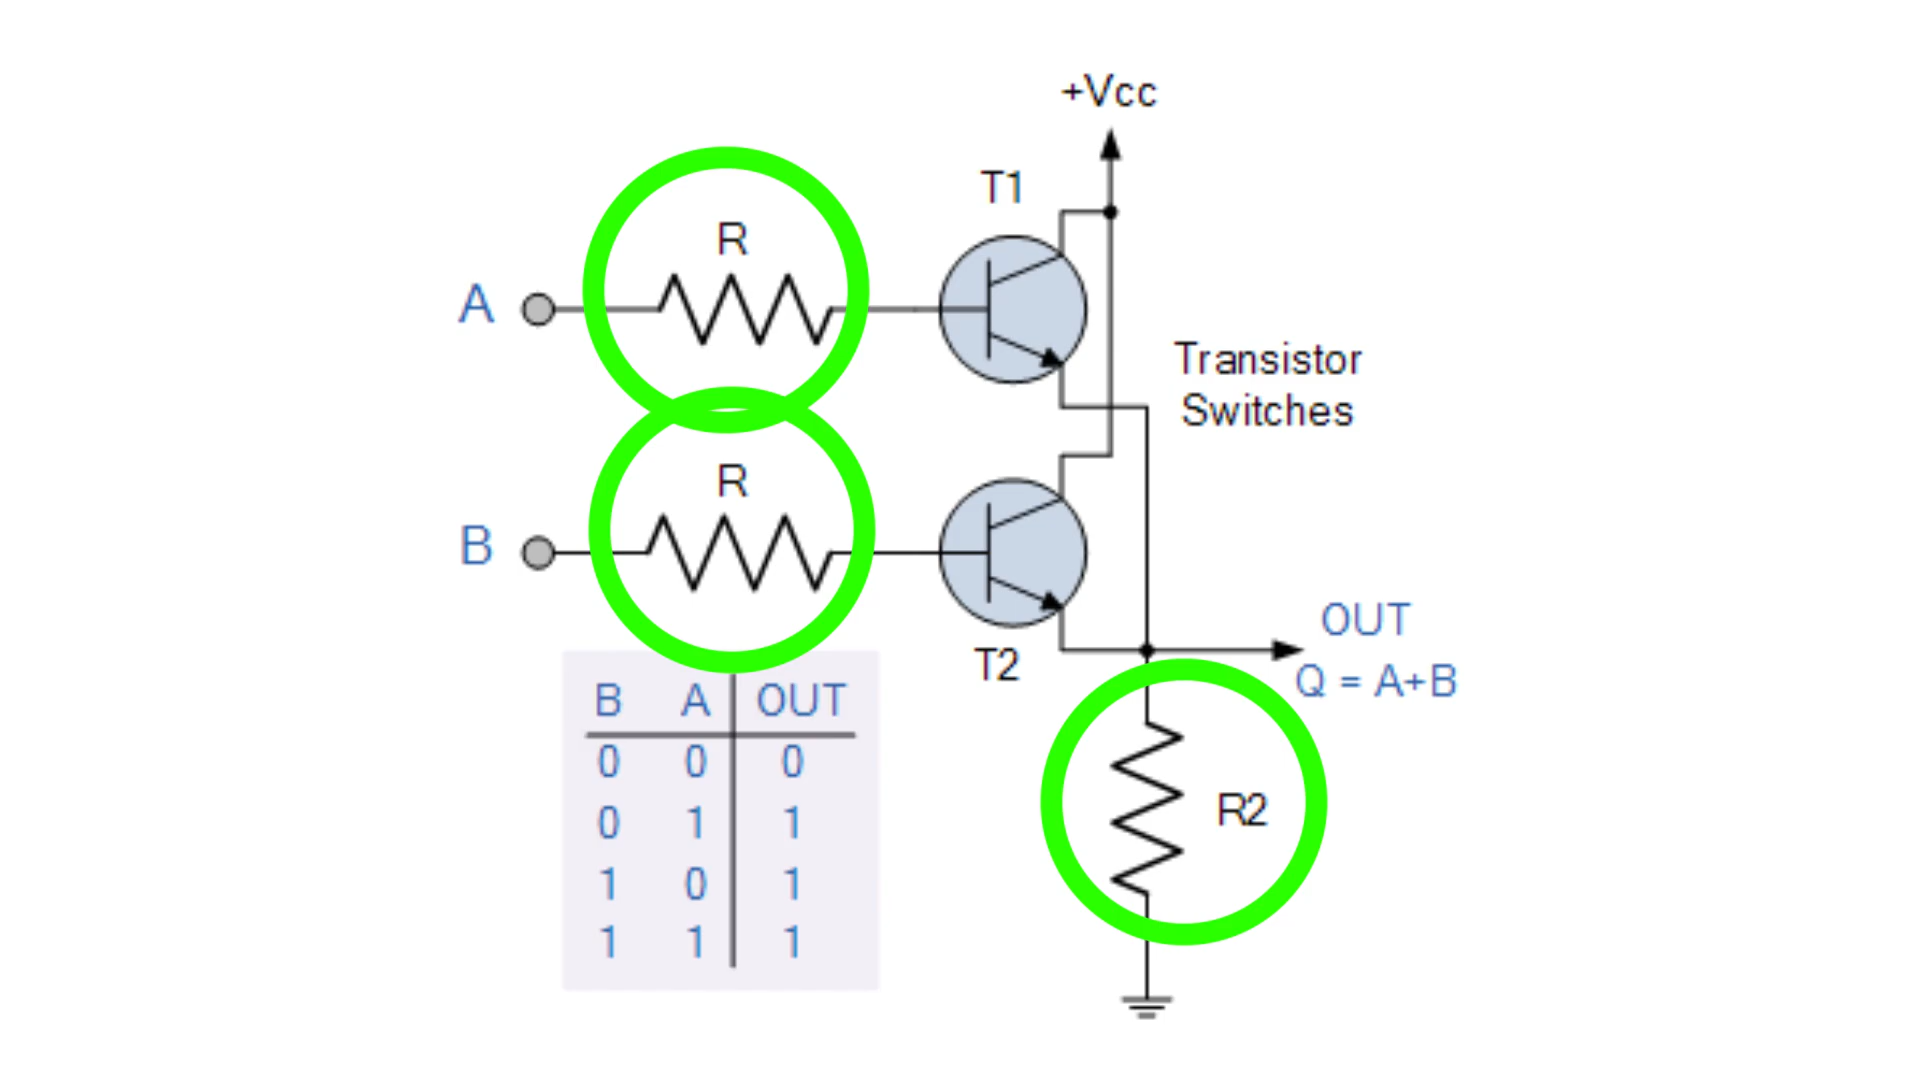 +Vcc
T1
R
A
Transistor
Switches
R
B
OUT
T2
Q = A+B
B A OUT
0 0 0
0 1 1
1 0 1
1 1 1
R2